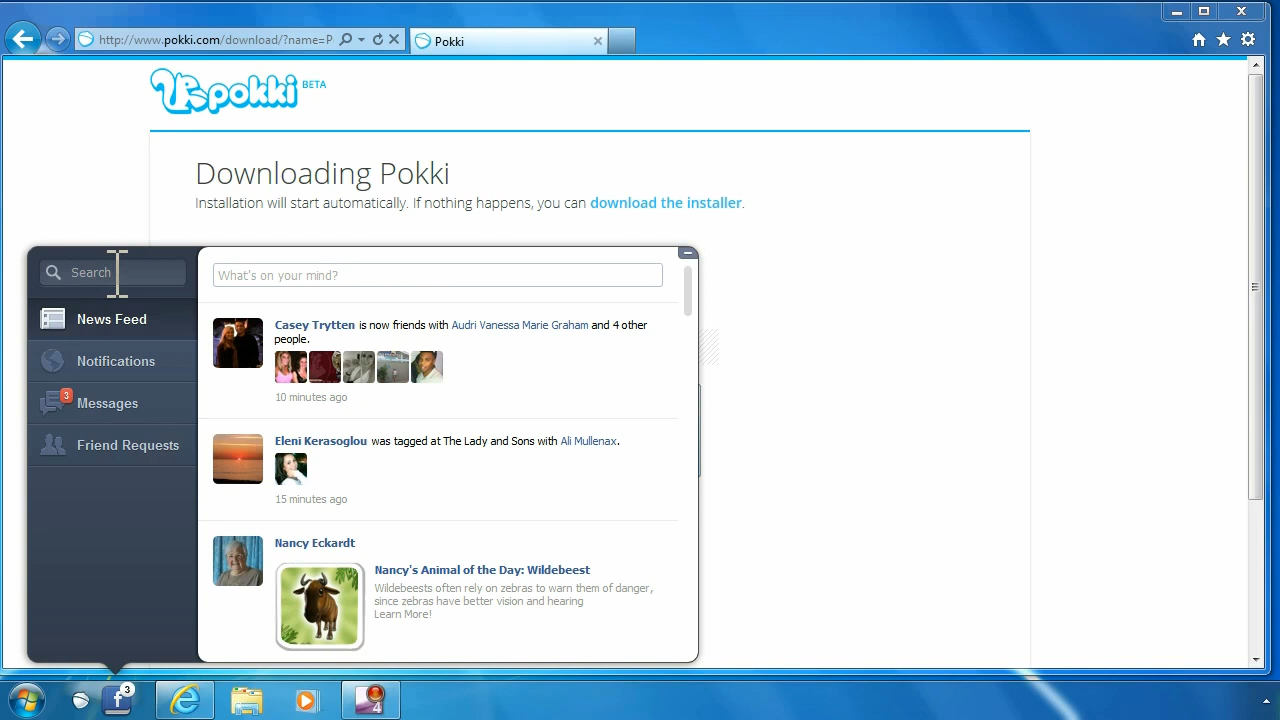 http://www.pokki.com/download/?name=P
Pokki
pokki BETA
Downloading Pokki
Installation will start automatically. If nothing happens, you can download the installer.
Search
News Feed
Notifications
3
Messages
Friend Requests
What's on your mind?
Casey Trytten is now friends with Audri Vanessa Marie Graham and 4 other
people.
10 minutes ago
Eleni Kerasoglou was tagged at The Lady and Sons with Ali Mullenax.
15 minutes ago
Nancy Eckardt
Nancy's Animal of the Day: Wildebeest
Wildebeests often rely on zebras to warn them of danger,
since zebras have better vision and hearing
Learn More!
f
3
4